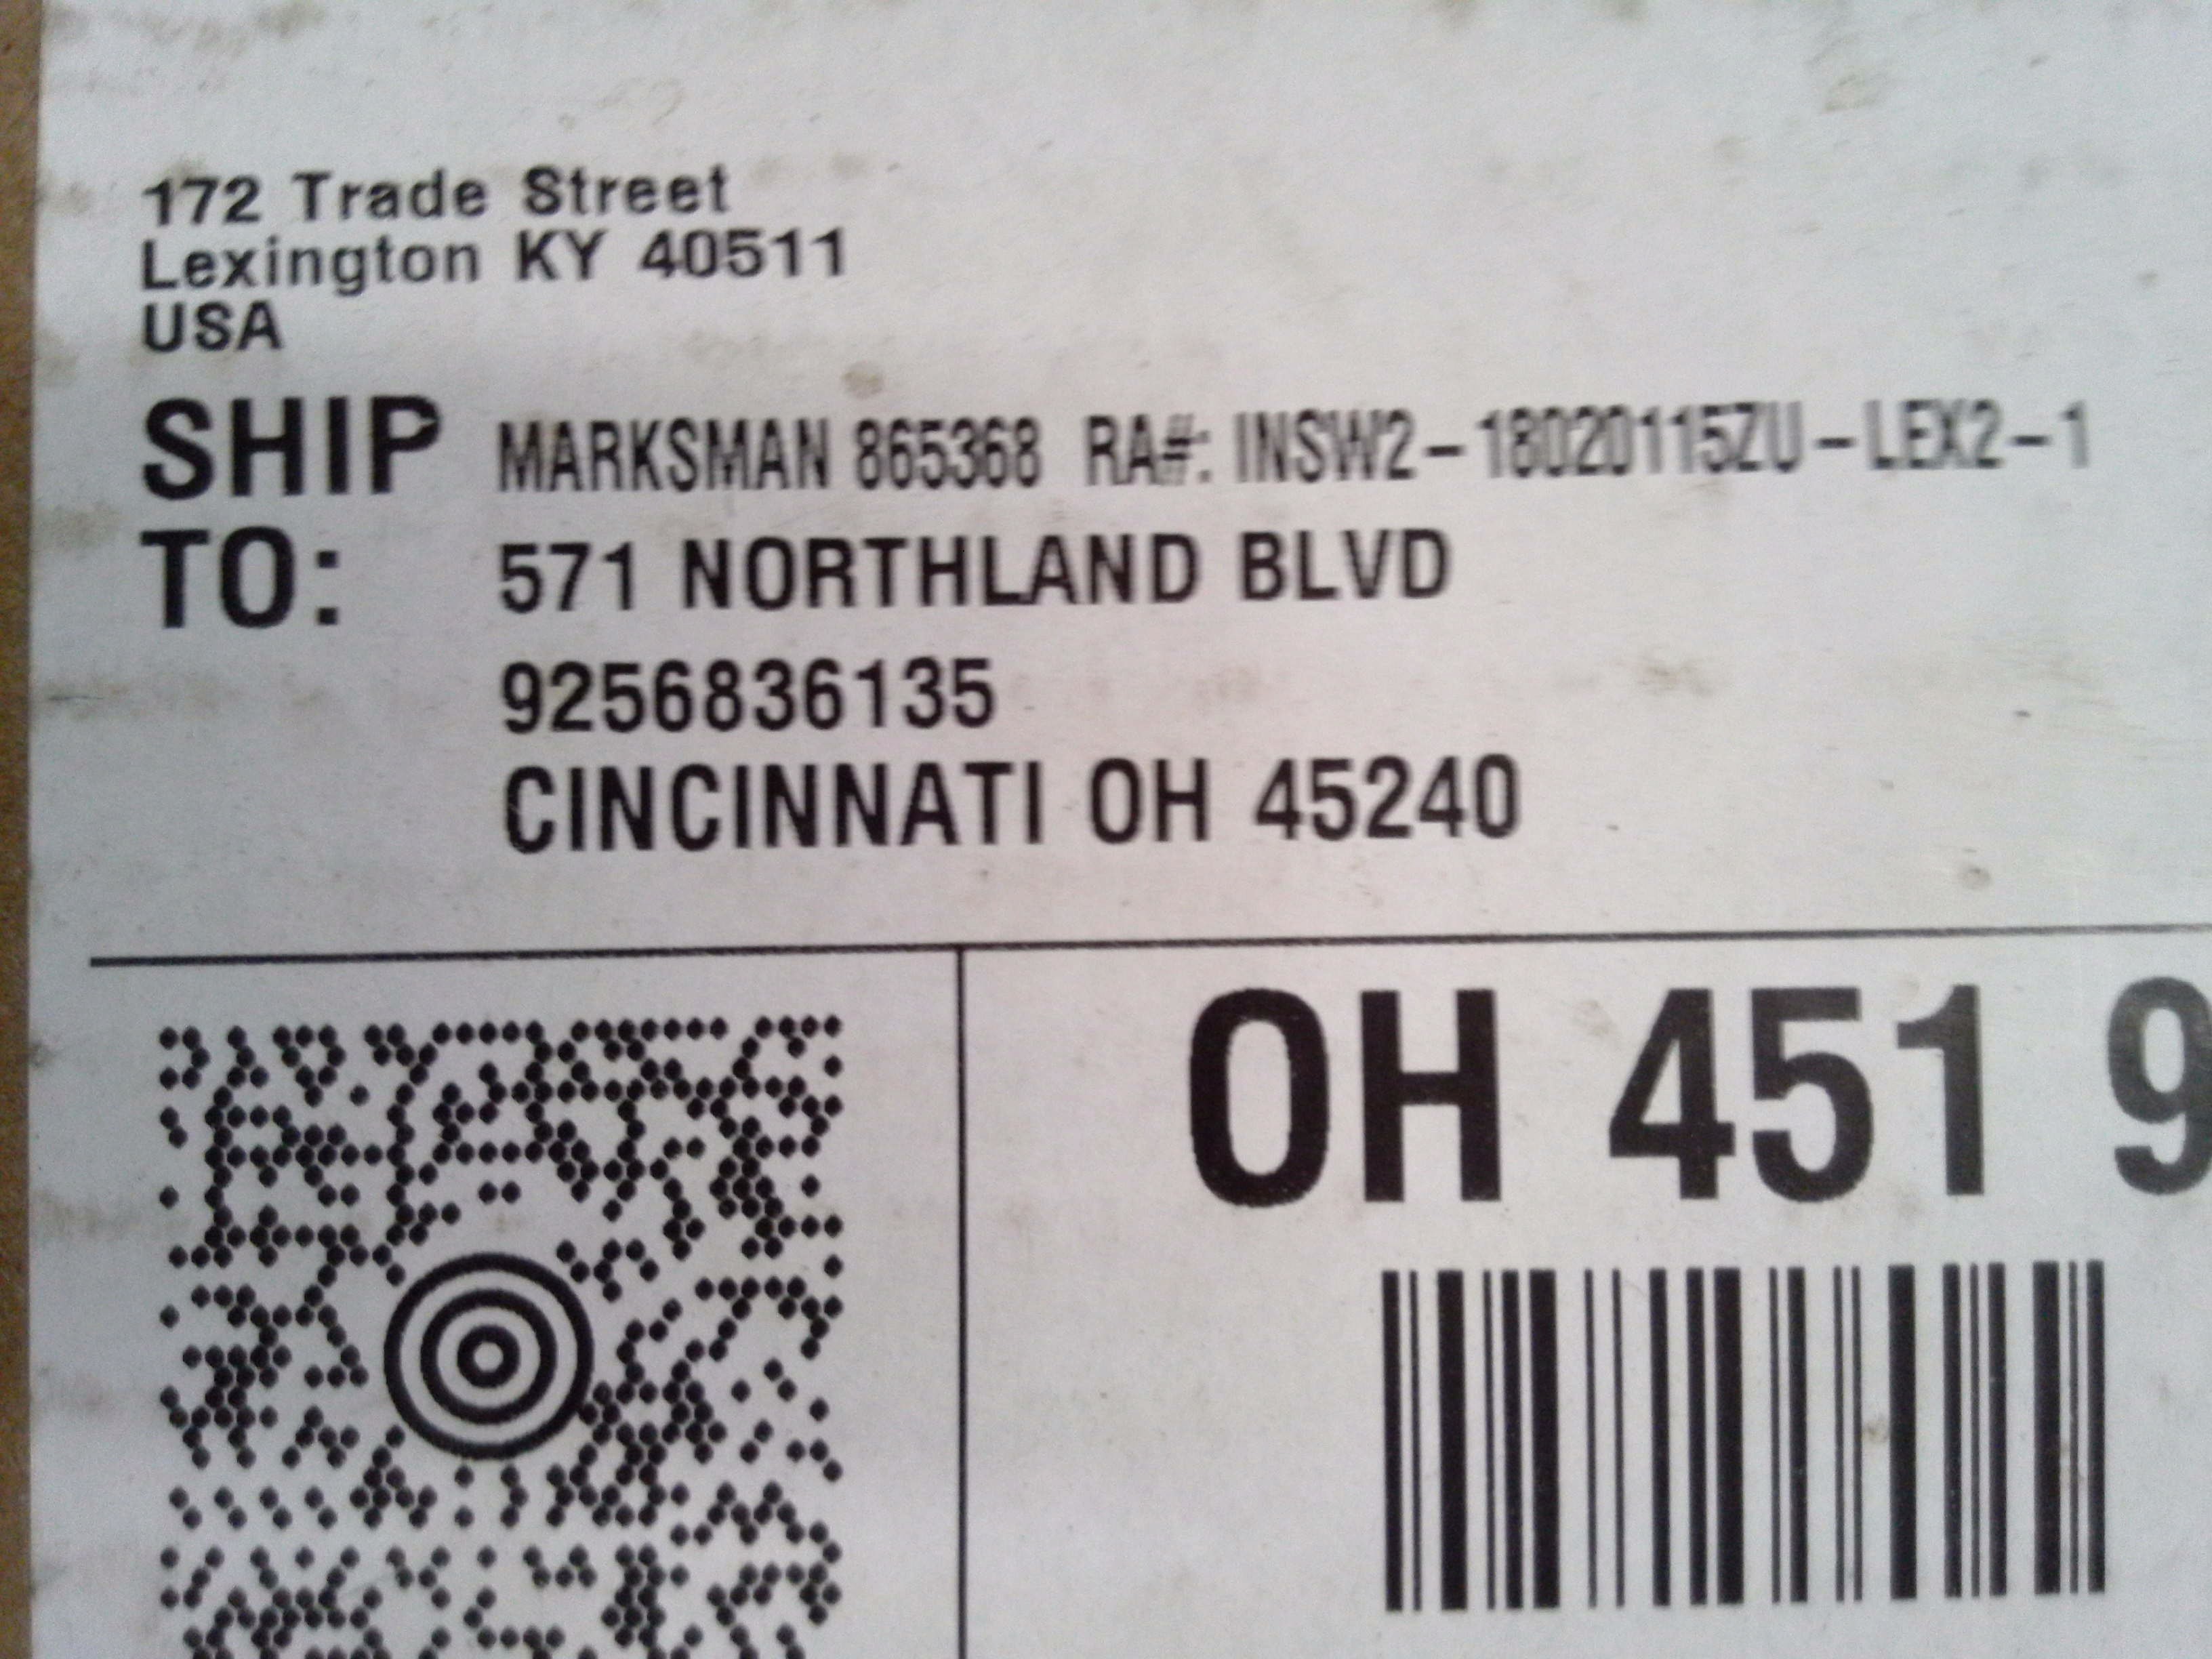 172 Trade Street
Lexington KY 40511
USA
SHIP TO: MARKSMAN 865368 RA#: INSW2-18020115ZU-LEX2-1
571 NORTHLAND BLVD
9256836135
CINCINNATI OH 45240
OH 451 9